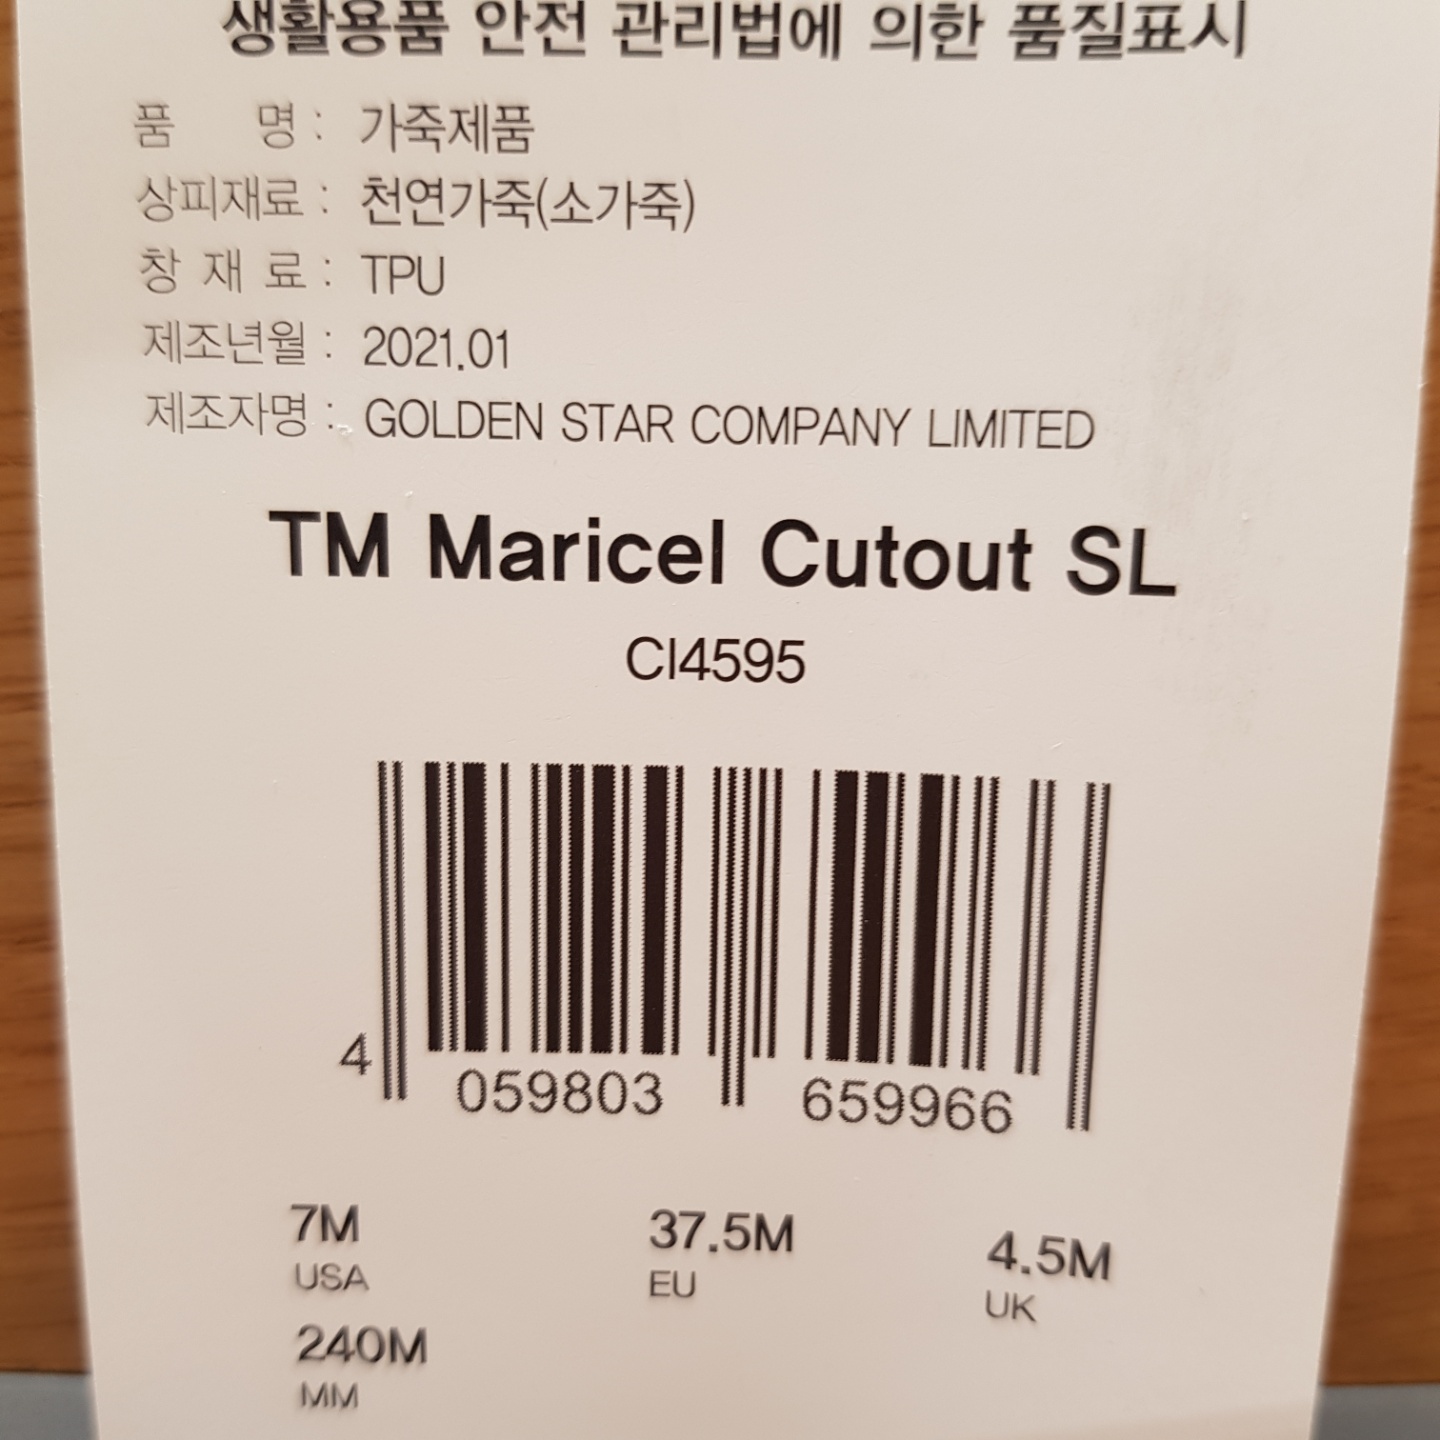 생활용품 안전 관리법에 의한 품질표시
품 명 : 가죽제품
상피재료 : 천연가죽(소가죽)
창 재 료 : TPU
제조년월 : 2021.01
제조자명 : GOLDEN STAR COMPANY LIMITED
TM Maricel Cutout SL
CI4595
4 059803 659966
7M 37.5M 4.5M
USA EU UK
240M
MM